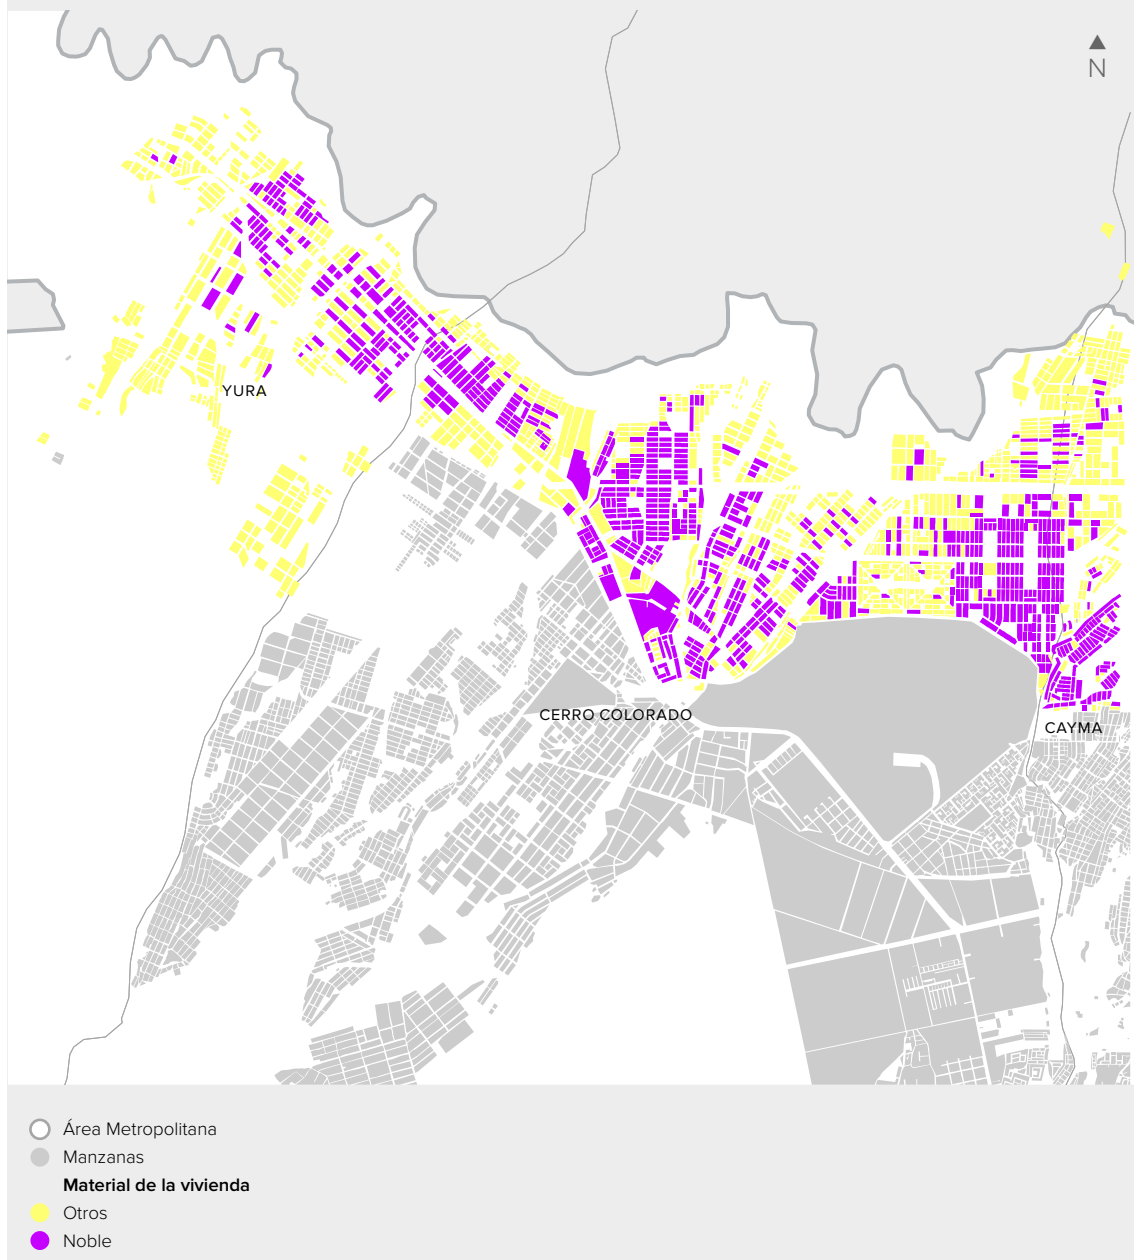 N
YURA
CERRO COLORADO
CAYMA
Área Metropolitana
Manzanas
Material de la vivienda
Otros
Noble